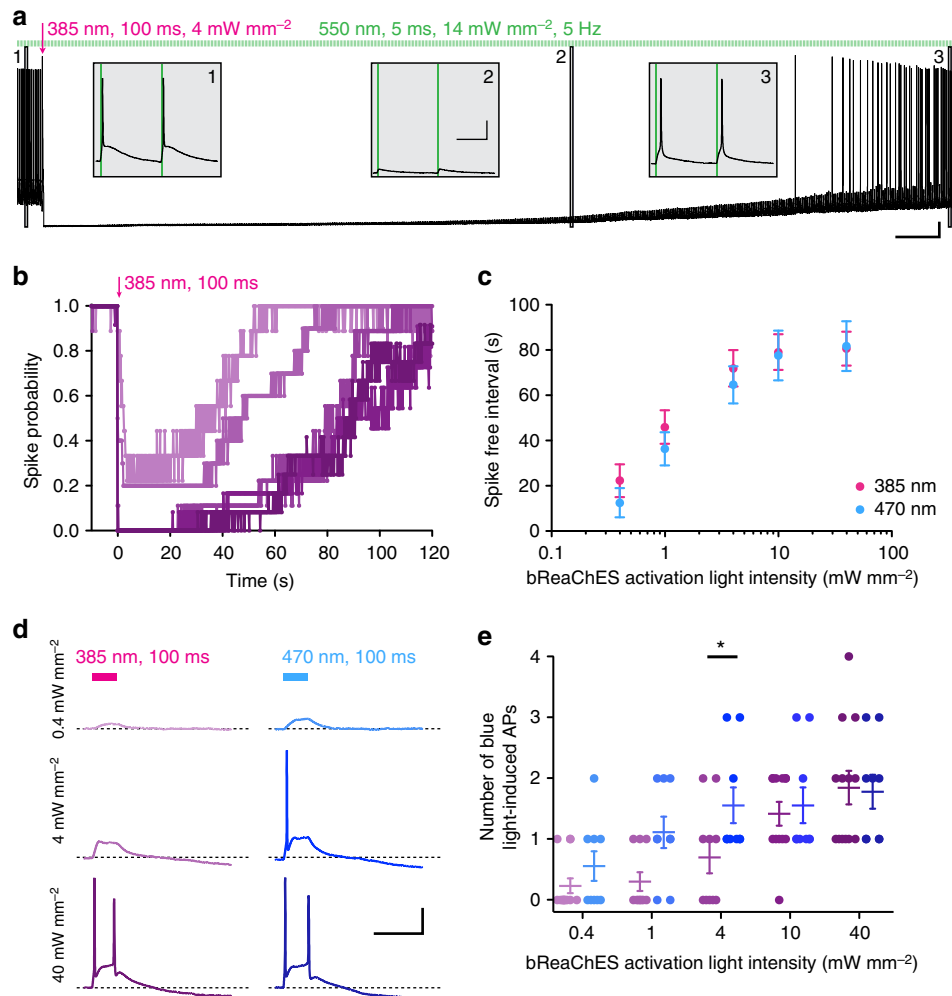 a
385 nm, 100 ms, 4 mW mm⁻²
550 nm, 5 ms, 14 mW mm⁻², 5 Hz
1
2
3
1
2
3
b
385 nm, 100 ms
1.0
0.8
0.6
0.4
0.2
0.0
Spike probability
0
20
40
60
80
100
120
Time (s)
c
100
80
60
40
20
0
Spike free interval (s)
385 nm
470 nm
0.1
1
10
100
bReaChES activation light intensity (mW mm⁻²)
d
385 nm, 100 ms
470 nm, 100 ms
0.4 mW mm⁻²
4 mW mm⁻²
40 mW mm⁻²
e
*
4
3
2
1
0
Number of blue
light-induced APs
0.4
1
4
10
40
bReaChES activation light intensity (mW mm⁻²)